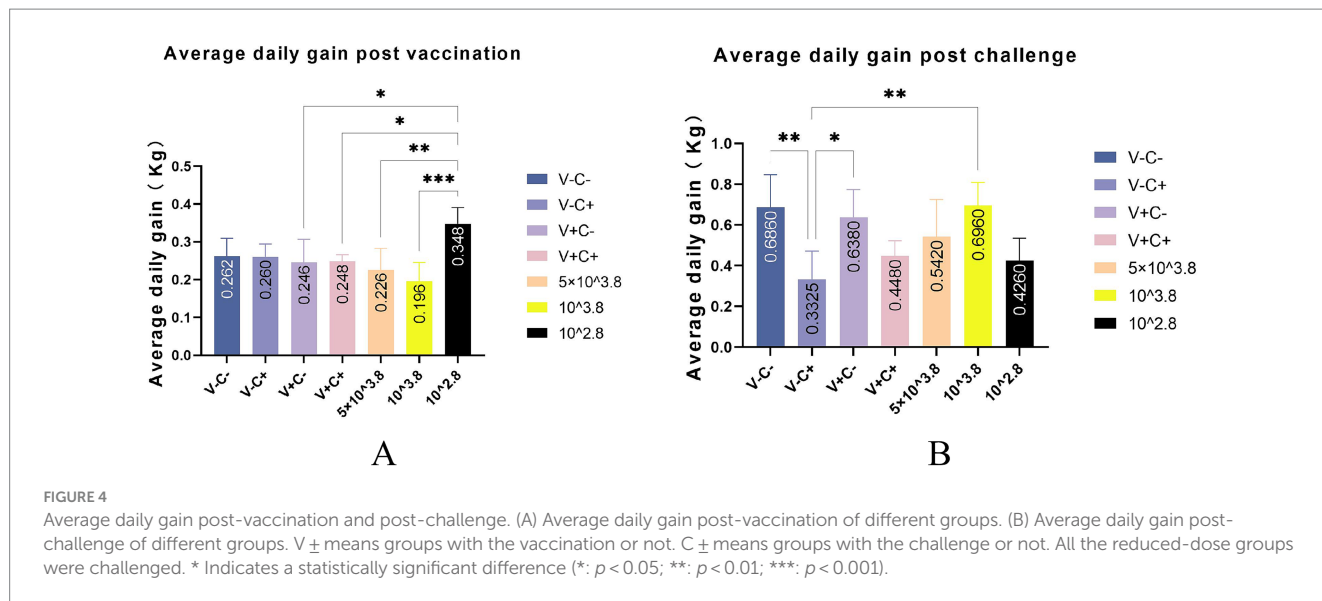 Average daily gain post vaccination
*
*
**
***
Average daily gain ( Kg)
0.5
0.4
0.3
0.2
0.1
0.0
0.262
0.260
0.246
0.248
0.226
0.196
0.348
V-C-
V-C+
V+C-
V+C+
5×10^3.8
10^3.8
10^2.8
V-C-
V-C+
V+C-
V+C+
5×10^3.8
10^3.8
10^2.8
A
Average daily gain post challenge
**
** *
Average daily gain ( Kg)
1.0
0.8
0.6
0.4
0.2
0.0
0.6860
0.3325
0.6380
0.4480
0.5420
0.6960
0.4260
V-C-
V-C+
V+C-
V+C+
5×10^3.8
10^3.8
10^2.8
V-C-
V-C+
V+C-
V+C+
5×10^3.8
10^3.8
10^2.8
B
FIGURE 4
Average daily gain post-vaccination and post-challenge. (A) Average daily gain post-vaccination of different groups. (B) Average daily gain post-
challenge of different groups. V ± means groups with the vaccination or not. C ± means groups with the challenge or not. All the reduced-dose groups
were challenged. * Indicates a statistically significant difference (*: p < 0.05; **: p < 0.01; ***: p < 0.001).